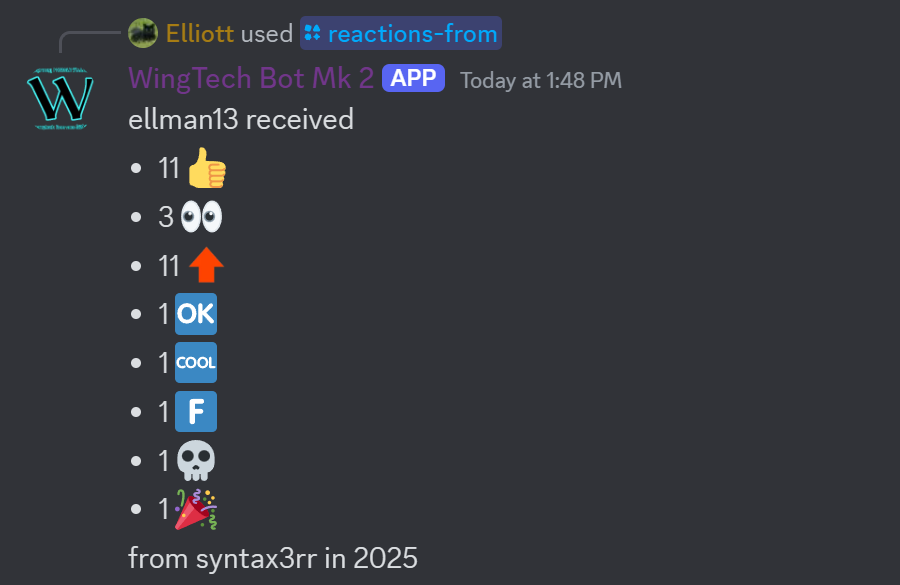 Elliott used reactions-from
WingTech Bot Mk 2 APP Today at 1:48 PM
ellman13 received
• 11 👍
• 3 👀
• 11
• 1 🆗
• 1 🆒
• 1 F
• 1 💀
• 1 🎉
from syntax3rr in 2025